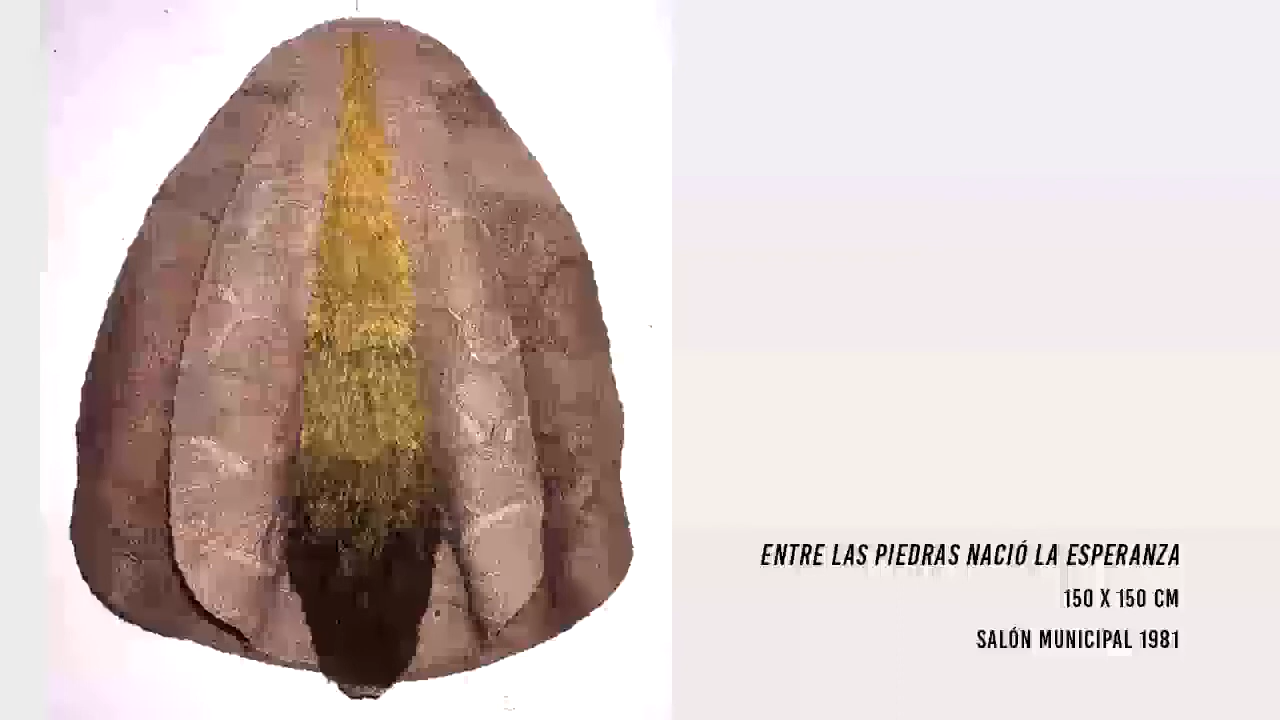 ENTRE LAS PIEDRAS NACIÓ LA ESPERANZA
150 X 150 CM
SALÓN MUNICIPAL 1981